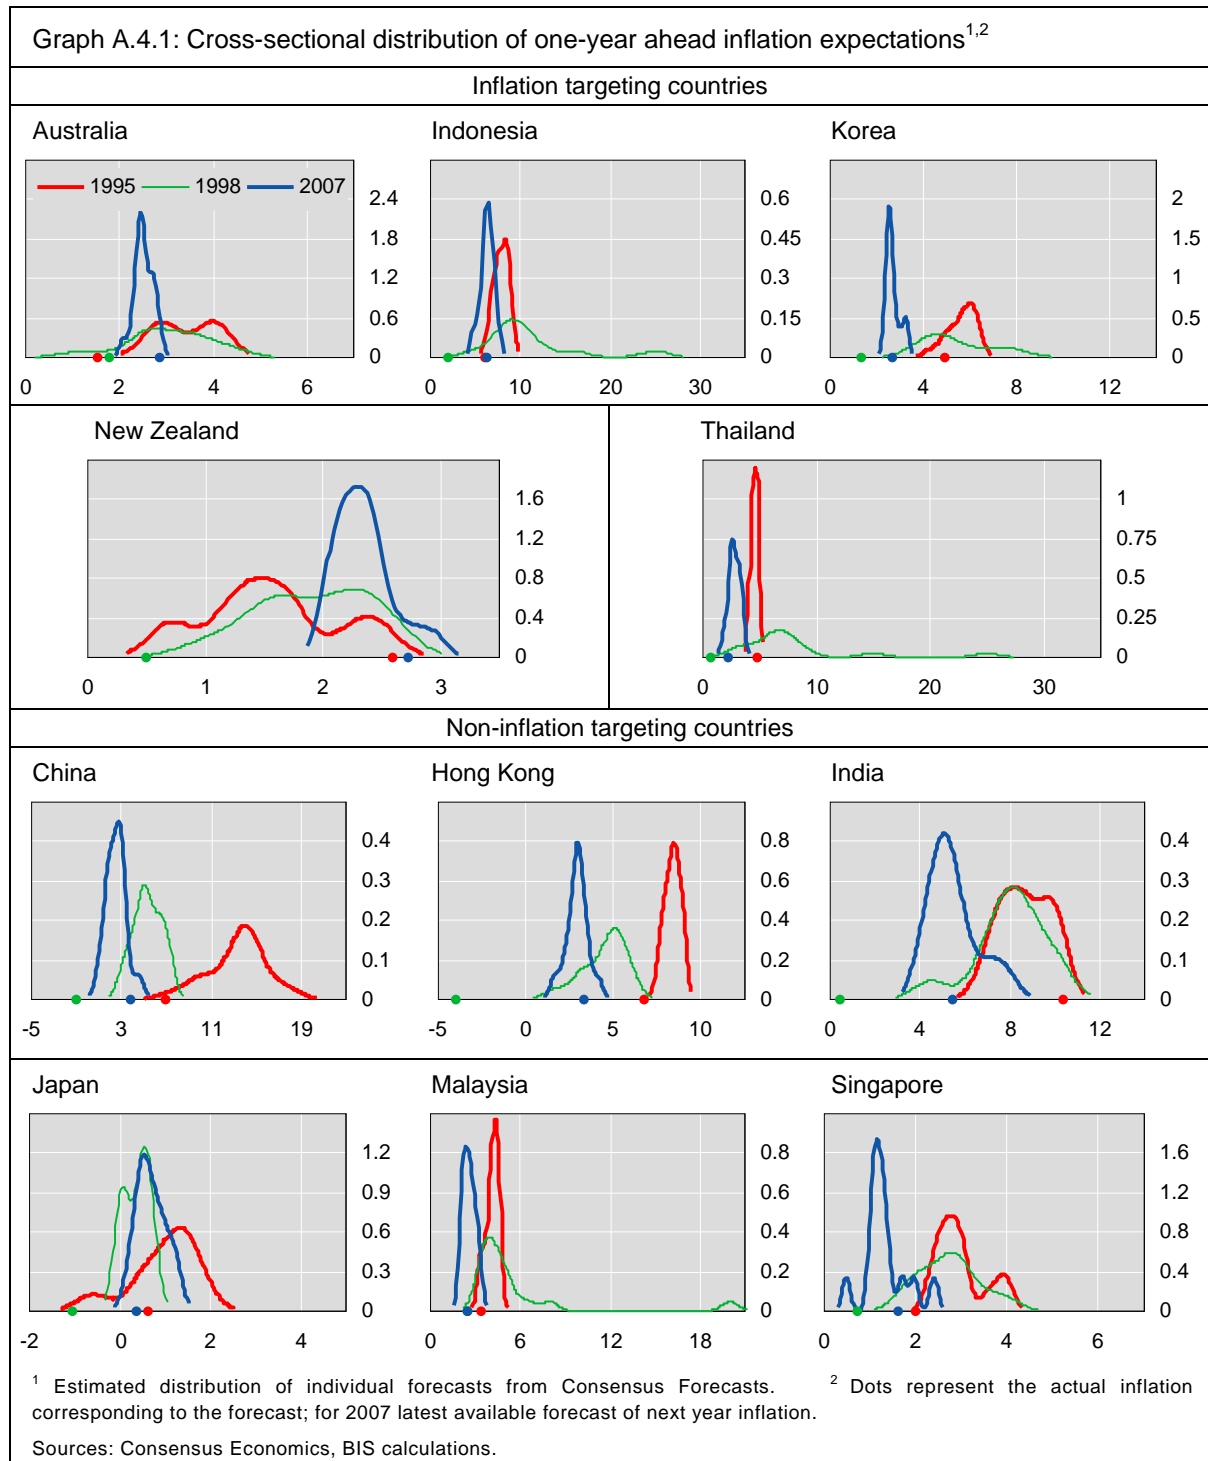 Graph A.4.1: Cross-sectional distribution of one-year ahead inflation expectations1,2
Inflation targeting countries
Australia Indonesia Korea
1995 1998 2007
2.4 0.6 2
1.8 0.45 1.5
1.2 0.3 1
0.6 0.15 0.5
0 0 0
0 2 4 6 0 10 20 30 0 4 8 12
New Zealand Thailand
1.6 1
1.2 0.75
0.8 0.5
0.4 0.25
0 0
0 1 2 3 0 10 20 30
Non-inflation targeting countries
China Hong Kong India
0.4 0.8 0.4
0.3 0.6 0.3
0.2 0.4 0.2
0.1 0.2 0.1
0 0 0
-5 3 11 19 -5 0 5 10 0 4 8 12
Japan Malaysia Singapore
1.2 0.8 1.6
0.9 0.6 1.2
0.6 0.4 0.8
0.3 0.2 0.4
0 0 0
-2 0 2 4 0 6 12 18 0 2 4 6
1 Estimated distribution of individual forecasts from Consensus Forecasts. 2 Dots represent the actual inflation
corresponding to the forecast; for 2007 latest available forecast of next year inflation.
Sources: Consensus Economics, BIS calculations.